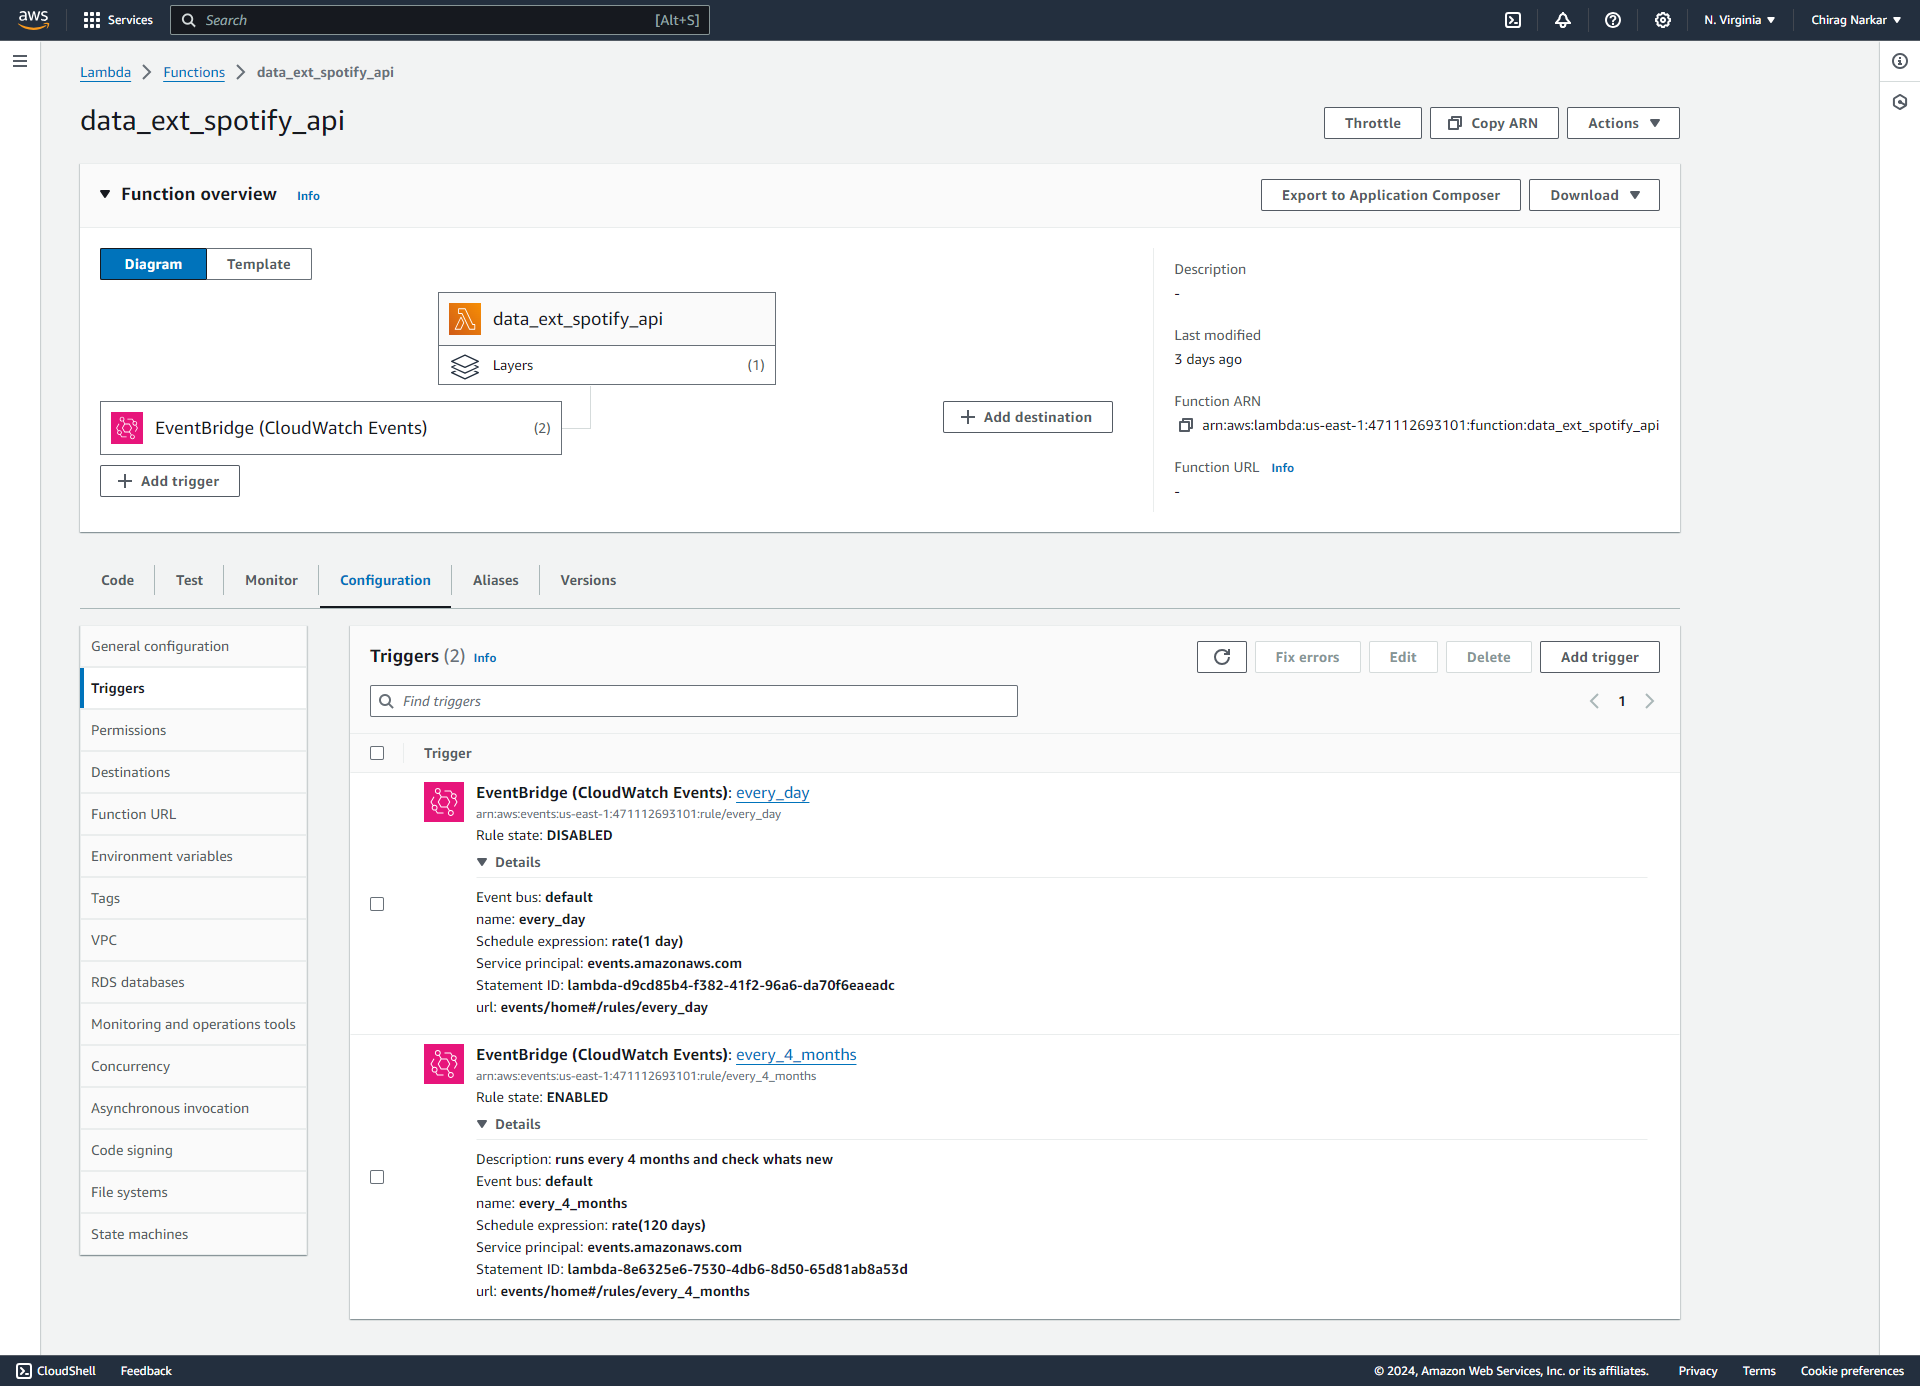 aws
Services
Search
[Alt+S]
N. Virginia
Chirag Narkar
Lambda
Functions
data_ext_spotify_api
data_ext_spotify_api
Throttle
Copy ARN
Actions
Function overview
Info
Export to Application Composer
Download
Diagram
Template
data_ext_spotify_api
Layers
(1)
EventBridge (CloudWatch Events)
(2)
Add trigger
Add destination
Description
-
Last modified
3 days ago
Function ARN
arn:aws:lambda:us-east-1:471112693101:function:data_ext_spotify_api
Function URL Info
-
Code
Test
Monitor
Configuration
Aliases
Versions
General configuration
Triggers
Permissions
Destinations
Function URL
Environment variables
Tags
VPC
RDS databases
Monitoring and operations tools
Concurrency
Asynchronous invocation
Code signing
File systems
State machines
Triggers (2) Info
Fix errors
Edit
Delete
Add trigger
Find triggers
1
Trigger
EventBridge (CloudWatch Events): every_day
arn:aws:events:us-east-1:471112693101:rule/every_day
Rule state: DISABLED
Details
Event bus: default
name: every_day
Schedule expression: rate(1 day)
Service principal: events.amazonaws.com
Statement ID: lambda-d9cd85b4-f382-41f2-96a6-da70f6eaeadc
url: events/home#/rules/every_day
EventBridge (CloudWatch Events): every_4_months
arn:aws:events:us-east-1:471112693101:rule/every_4_months
Rule state: ENABLED
Details
Description: runs every 4 months and check whats new
Event bus: default
name: every_4_months
Schedule expression: rate(120 days)
Service principal: events.amazonaws.com
Statement ID: lambda-8e6325e6-7530-4db6-8d50-65d81ab8a53d
url: events/home#/rules/every_4_months
CloudShell
Feedback
© 2024, Amazon Web Services, Inc. or its affiliates.
Privacy
Terms
Cookie preferences